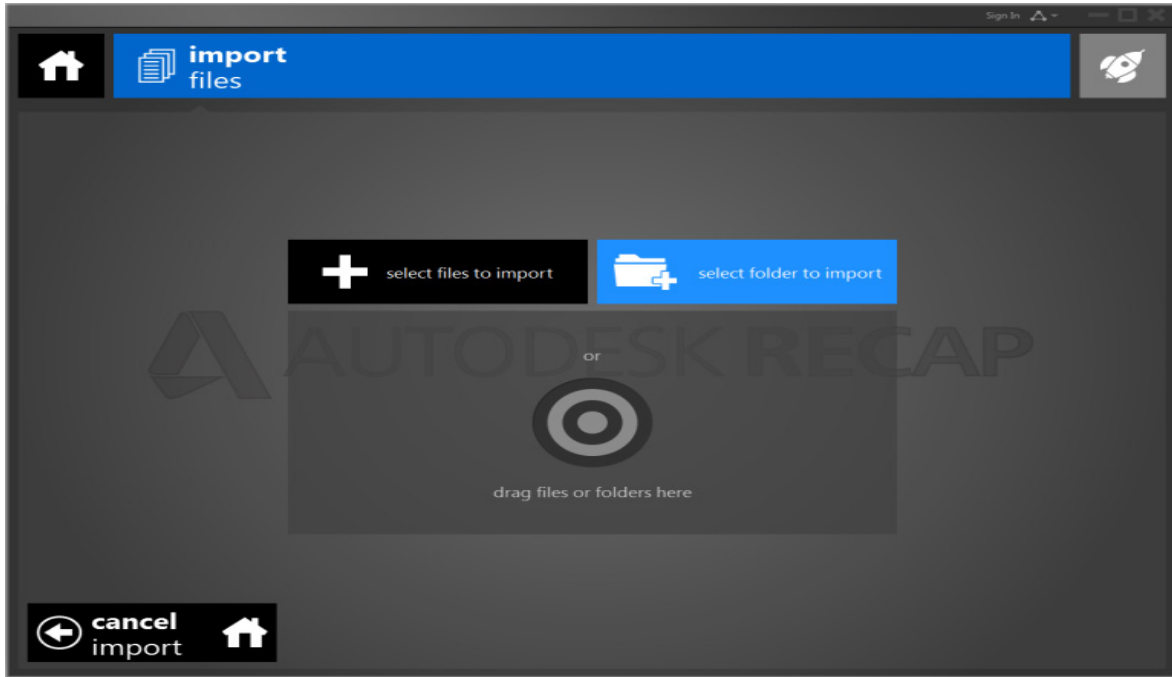 Sign In
import
files
select files to import
select folder to import
AUTODESK RECAP
or
drag files or folders here
cancel
import